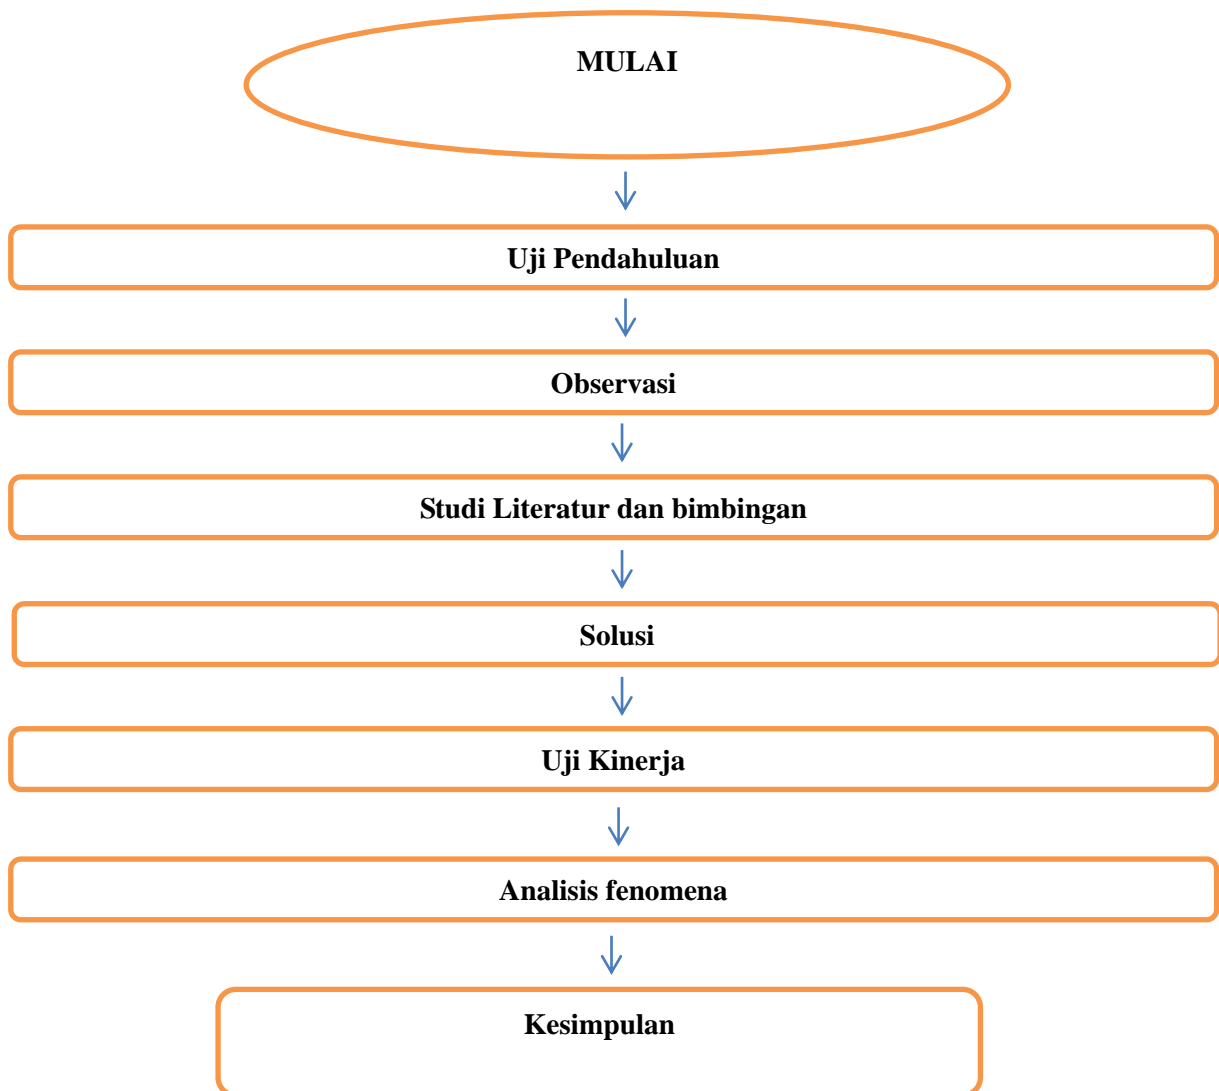 MULAI
Uji Pendahuluan
Observasi
Studi Literatur dan bimbingan
Solusi
Uji Kinerja
Analisis fenomena
Kesimpulan